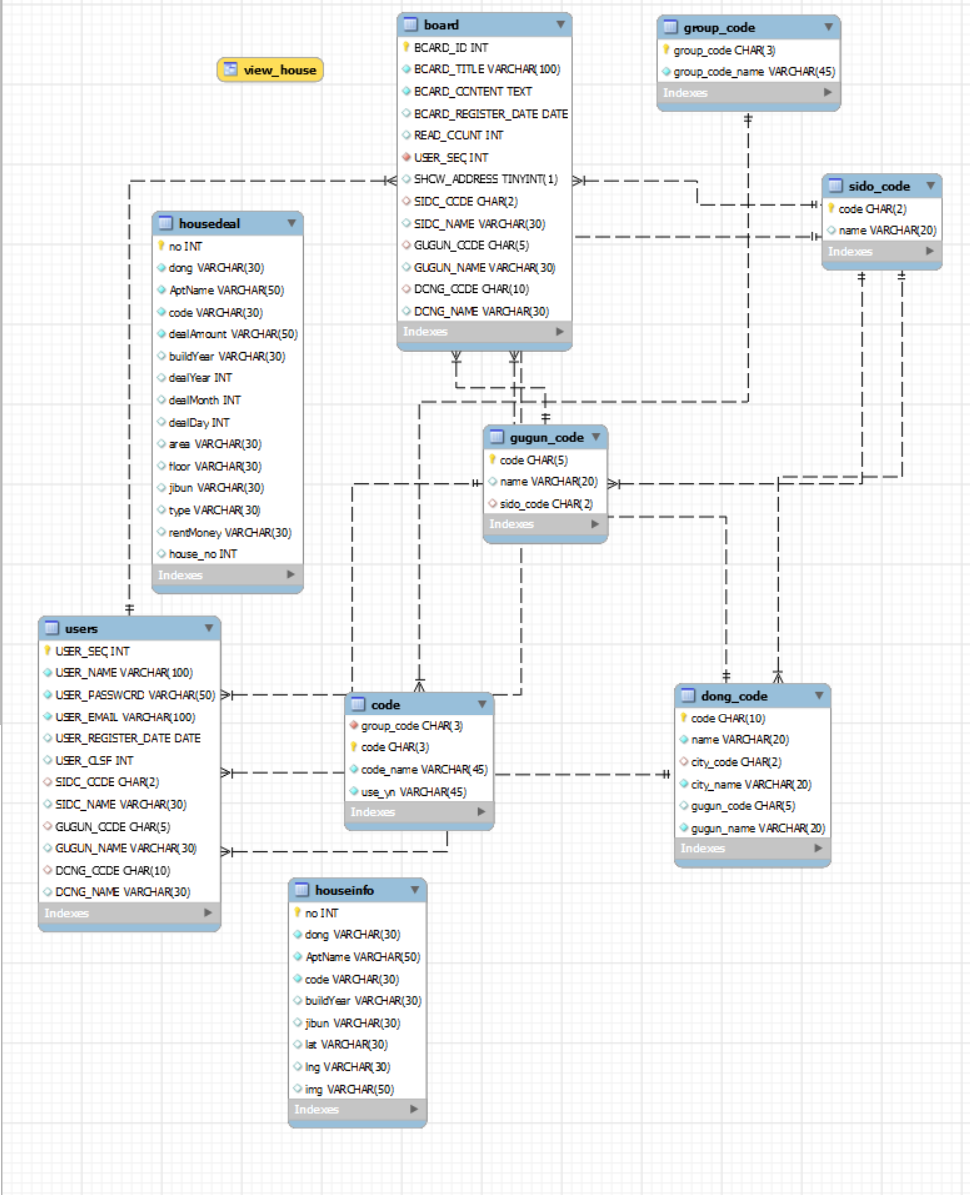 view_house
board
BOARD_ID INT
BOARD_TITLE VARCHAR(100)
BOARD_CONTENT TEXT
BOARD_REGISTER_DATE DATE
READ_COUNT INT
USER_SEQ INT
SHOW_ADDRESS TINYINT(1)
SIDO_CODE CHAR(2)
SIDO_NAME VARCHAR(30)
GUGUN_CODE CHAR(5)
GUGUN_NAME VARCHAR(30)
DONG_CODE CHAR(10)
DONG_NAME VARCHAR(30)
Indexes
group_code
group_code CHAR(3)
group_code_name VARCHAR(45)
Indexes
sido_code
code CHAR(2)
name VARCHAR(20)
Indexes
housedeal
no INT
dong VARCHAR(30)
AptName VARCHAR(50)
code VARCHAR(30)
dealAmount VARCHAR(50)
buildYear VARCHAR(30)
dealYear INT
dealMonth INT
dealDay INT
area VARCHAR(30)
floor VARCHAR(30)
jibun VARCHAR(30)
type VARCHAR(30)
rentMoney VARCHAR(30)
house_no INT
Indexes
gugun_code
code CHAR(5)
name VARCHAR(20)
sido_code CHAR(2)
Indexes
users
USER_SEQ INT
USER_NAME VARCHAR(100)
USER_PASSWORD VARCHAR(50)
USER_EMAIL VARCHAR(100)
USER_REGISTER_DATE DATE
USER_CLSF INT
SIDO_CODE CHAR(2)
SIDO_NAME VARCHAR(30)
GUGUN_CODE CHAR(5)
GUGUN_NAME VARCHAR(30)
DONG_CODE CHAR(10)
DONG_NAME VARCHAR(30)
Indexes
code
group_code CHAR(3)
code CHAR(3)
code_name VARCHAR(45)
use_yn VARCHAR(45)
Indexes
dong_code
code CHAR(10)
name VARCHAR(20)
city_code CHAR(2)
city_name VARCHAR(20)
gugun_code CHAR(5)
gugun_name VARCHAR(20)
Indexes
houseinfo
no INT
dong VARCHAR(30)
AptName VARCHAR(50)
code VARCHAR(30)
buildYear VARCHAR(30)
jibun VARCHAR(30)
lat VARCHAR(30)
lng VARCHAR(30)
img VARCHAR(50)
Indexes